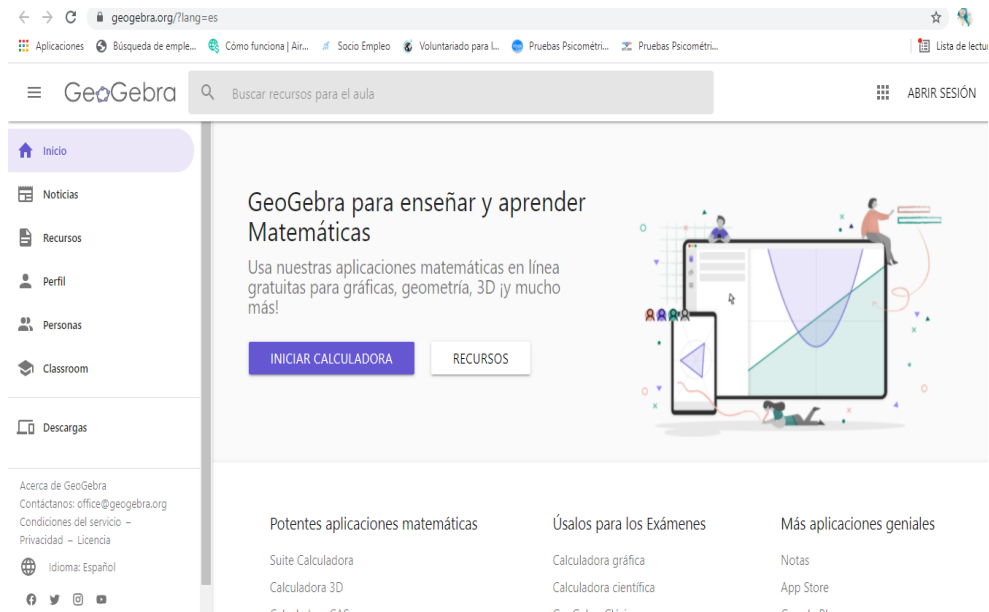 geogebra.org/?lang=es
Aplicaciones
Búsqueda de emple...
Cómo funciona | Air...
Socio Empleo
Voluntariado para l...
Pruebas Psicométri...
Pruebas Psicométri...
Lista de lectu
GeoGebra
Buscar recursos para el aula
ABRIR SESIÓN
Inicio
Noticias
Recursos
Perfil
Personas
Classroom
Descargas
Acerca de GeoGebra
Contáctanos: office@geogebra.org
Condiciones del servicio –
Privacidad – Licencia
Idioma: Español
GeoGebra para enseñar y aprender
Matemáticas
Usa nuestras aplicaciones matemáticas en línea
gratuitas para gráficas, geometría, 3D ¡y mucho
más!
INICIAR CALCULADORA
RECURSOS
Potentes aplicaciones matemáticas
Suite Calculadora
Calculadora 3D
Úsalos para los Exámenes
Calculadora gráfica
Calculadora científica
Más aplicaciones geniales
Notas
App Store